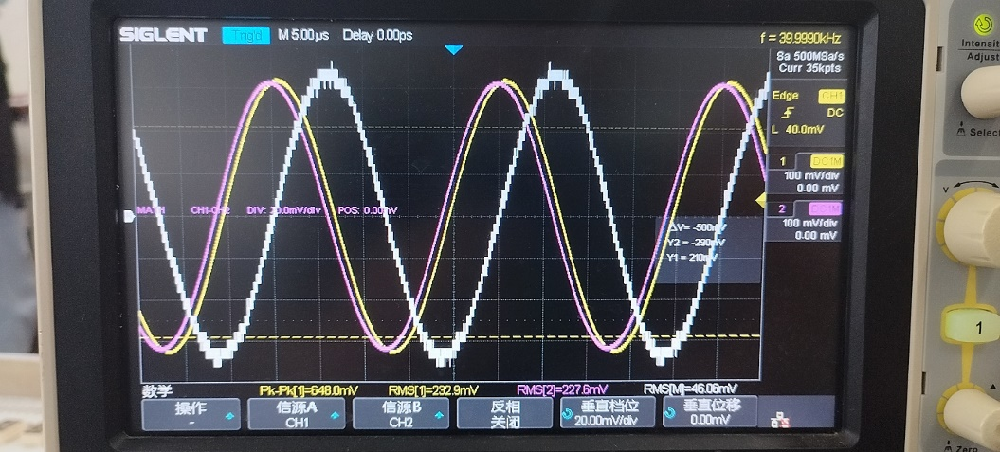 SIGLENT Trig'd M 5.00µs Delay 0.00ps f = 39.9990kHz
Sa 500MSa/s
Curr 35kpts
Edge CH1
DC
L 40.0mV
1 DC1M
100 mV/div
0.00 mV
2 DC1M
100 mV/div
0.00 mV
MATH CH1-CH2 DIV: 20.0mV/div POS: 0.00mV
ΔV= -500mV
Y2 = -290mV
Y1 = 210mV
数学 Pk-Pk[1]=648.0mV RMS[1]=232.9mV RMS[2]=227.6mV RMS[M]=46.06mV
操作 信源A 信源B 反相 垂直档位 垂直位移
- CH1 CH2 关闭 20.00mV/div 0.00mV
Intensit
Adjust
Select
V
1
Zero